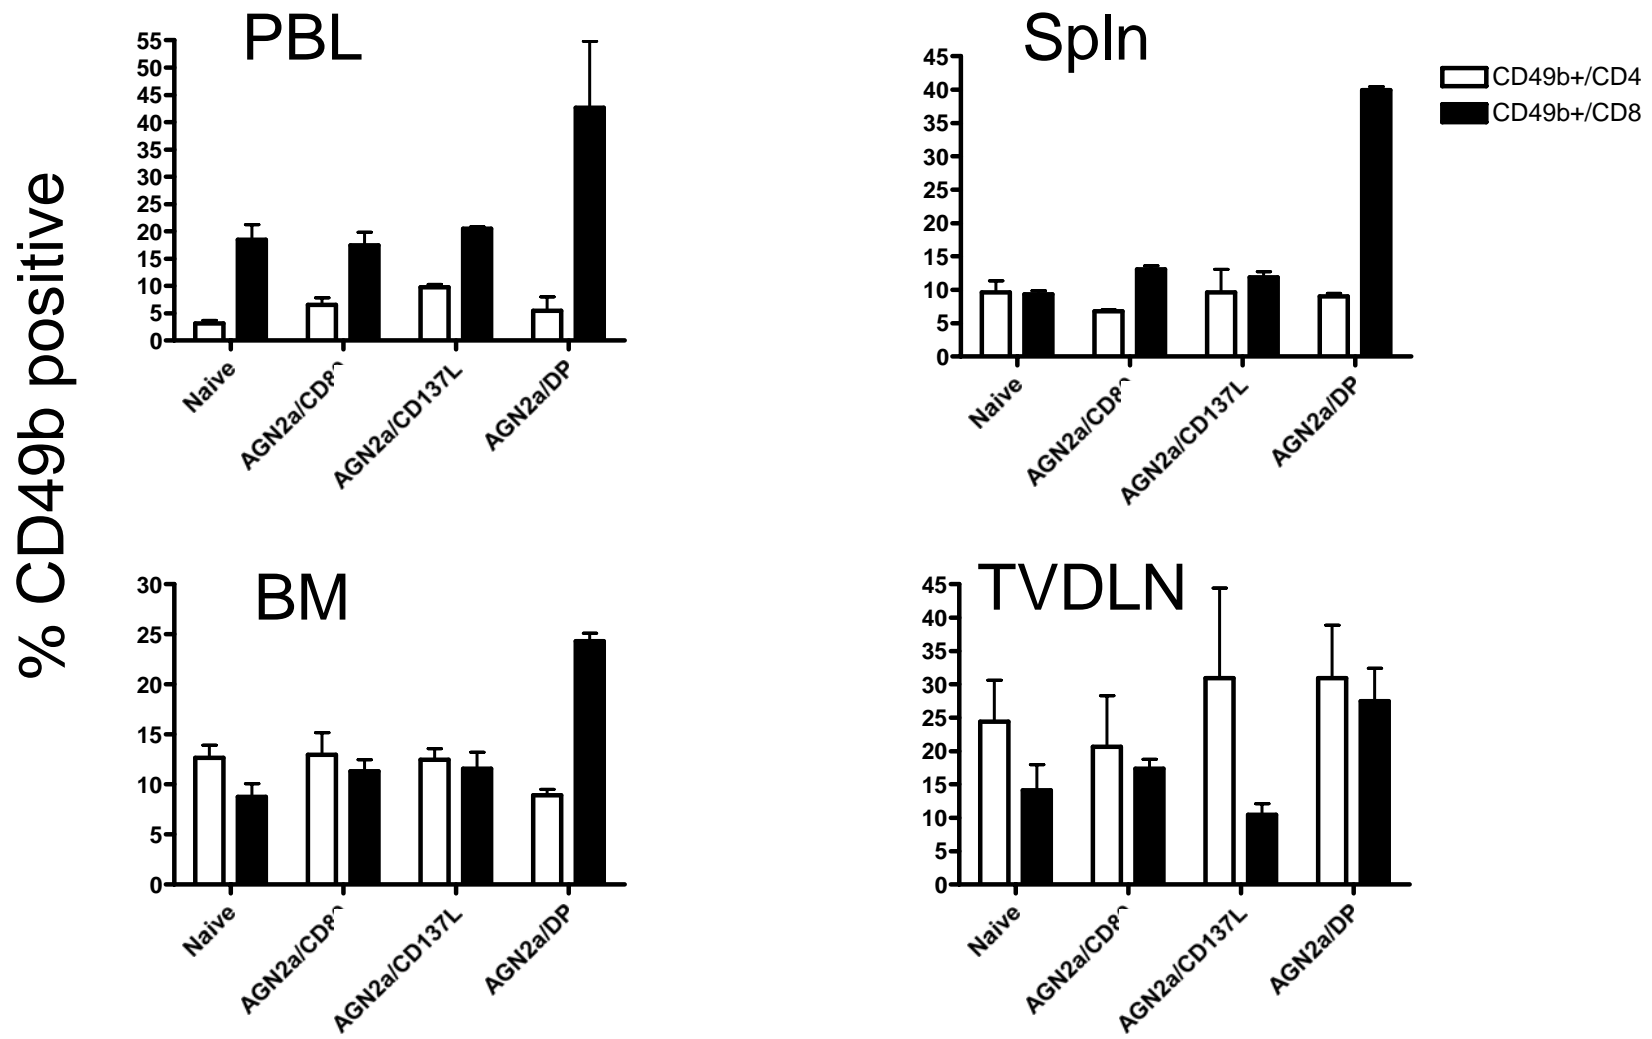 % CD49b positive
PBL
55
50
45
40
35
30
25
20
15
10
5
0
Naive
AGN2a/CD137L
AGN2a/DP
Spln
45
40
35
30
25
20
15
10
5
0
Naive
AGN2a/CD137L
AGN2a/DP
CD49b+/CD4
CD49b+/CD8
BM
30
25
20
15
10
5
0
Naive
AGN2a/CD137L
AGN2a/DP
TVDLN
45
40
35
30
25
20
15
10
5
0
Naive
AGN2a/CD137L
AGN2a/DP